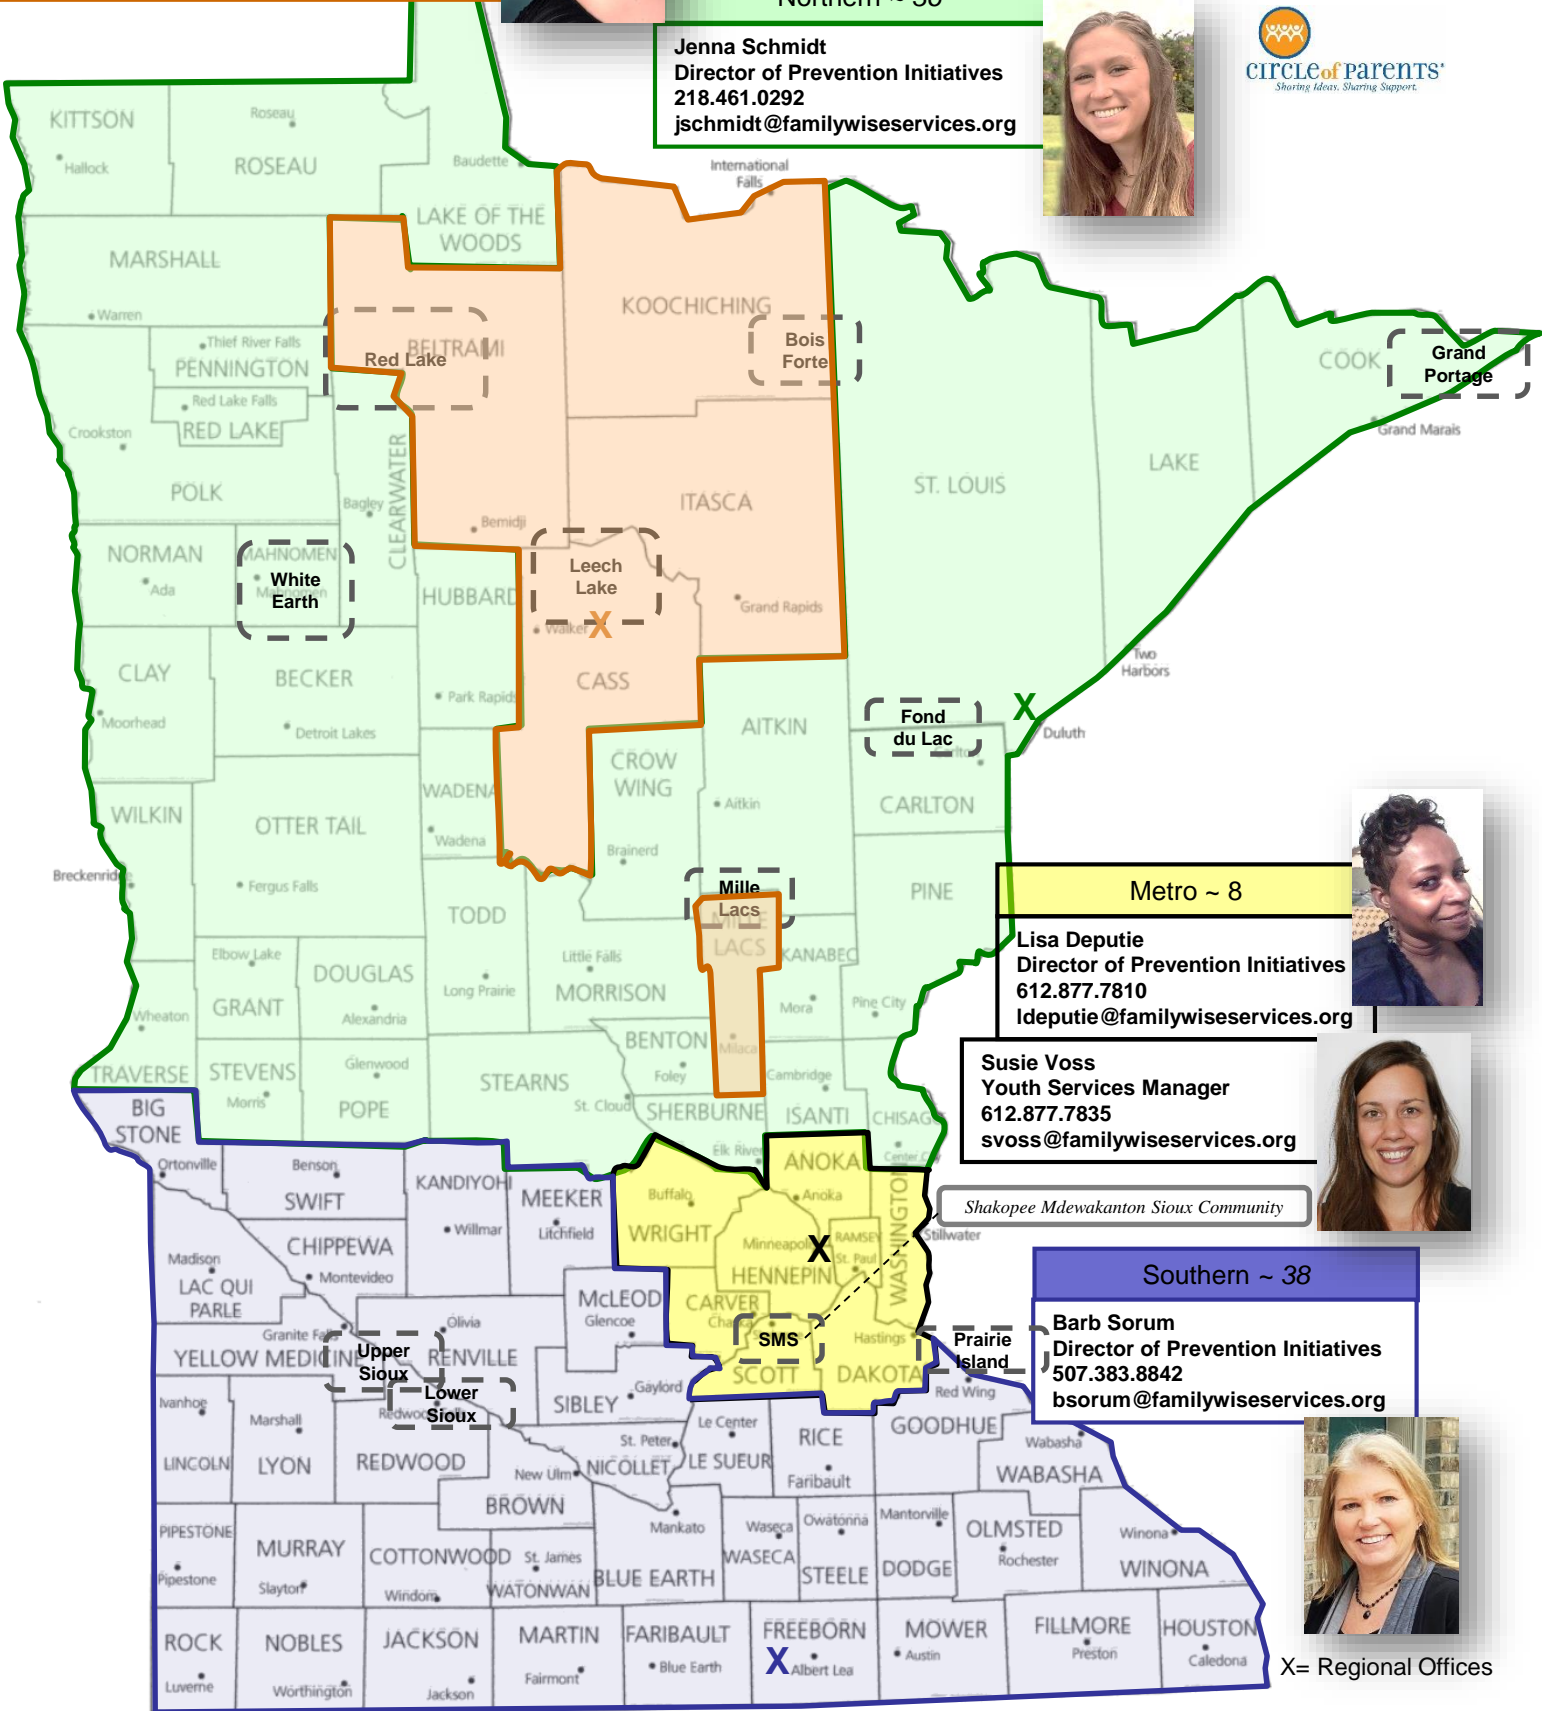 Northern ~ 36
Jenna Schmidt
Director of Prevention Initiatives
218.461.0292
jschmidt@familywiseservices.org
CIRCLE of PARENTS®
Sharing Ideas. Sharing Support.
KITTSON
Hallock
Roseau
ROSEAU
Baudette
LAKE OF THE
WOODS
International
Falls
MARSHALL
Warren
KOOCHICHING
Thief River Falls
PENNINGTON
Red Lake
BELTRAMI
Bois
Forte
COOK
Grand
Portage
Grand Marais
Red Lake Falls
RED LAKE
Crookston
POLK
CLEARWATER
Bagley
Bemidji
ITASCA
ST. LOUIS
LAKE
NORMAN
Ada
MAHNOMEN
Mahnomen
White
Earth
HUBBARD
Leech
Lake
Walker
X
Grand Rapids
CLAY
Moorhead
BECKER
Detroit Lakes
Park Rapids
CASS
Two
Harbors
AITKIN
Aitkin
Fond
du Lac
Carlton
X
Duluth
CROW
WING
Brainerd
CARLTON
WILKIN
Breckenridge
OTTER TAIL
Fergus Falls
WADENA
Wadena
TODD
Long Prairie
Mille
Lacs
MILLE
LACS
Milaca
KANABEC
Mora
PINE
Pine City
Metro ~ 8
Lisa Deputie
Director of Prevention Initiatives
612.877.7810
ldeputie@familywiseservices.org
Susie Voss
Youth Services Manager
612.877.7835
svoss@familywiseservices.org
Elbow Lake
GRANT
DOUGLAS
Alexandria
Little Falls
MORRISON
Wheaton
TRAVERSE
STEVENS
Morris
Glenwood
POPE
STEARNS
St. Cloud
BENTON
Foley
SHERBURNE
Elk River
Cambridge
ISANTI
CHISAGO
Center City
BIG
STONE
Ortonville
Benson
SWIFT
KANDIYOHI
Willmar
MEEKER
Litchfield
Buffalo
WRIGHT
ANOKA
Anoka
WASHINGTON
Stillwater
Shakopee Mdewakanton Sioux Community
Minneapolis
X
HENNEPIN
RAMSEY
St. Paul
Madison
LAC QUI
PARLE
CHIPPEWA
Montevideo
McLEOD
Glencoe
CARVER
Chaska
SMS
SCOTT
Hastings
DAKOTA
Prairie
Island
Red Wing
Southern ~ 38
Barb Sorum
Director of Prevention Initiatives
507.383.8842
bsorum@familywiseservices.org
Granite Falls
YELLOW MEDICINE
Upper
Sioux
Olivia
RENVILLE
Lower
Sioux
SIBLEY
Gaylord
Ivanhoe
LINCOLN
Marshall
LYON
REDWOOD
New Ulm
BROWN
St. Peter
NICOLLET
Le Center
LE SUEUR
RICE
Faribault
GOODHUE
Wabasha
WABASHA
PIPESTONE
Pipestone
MURRAY
Slayton
COTTONWOOD
Windom
St. James
WATONWAN
Mankato
BLUE EARTH
Waseca
WASECA
Owatonna
STEELE
Mantorville
DODGE
OLMSTED
Rochester
Winona
WINONA
ROCK
Luverne
NOBLES
Worthington
JACKSON
Jackson
MARTIN
Fairmont
FARIBAULT
Blue Earth
FREEBORN
X
Albert Lea
MOWER
Austin
FILLMORE
Preston
HOUSTON
Caledonia
X= Regional Offices